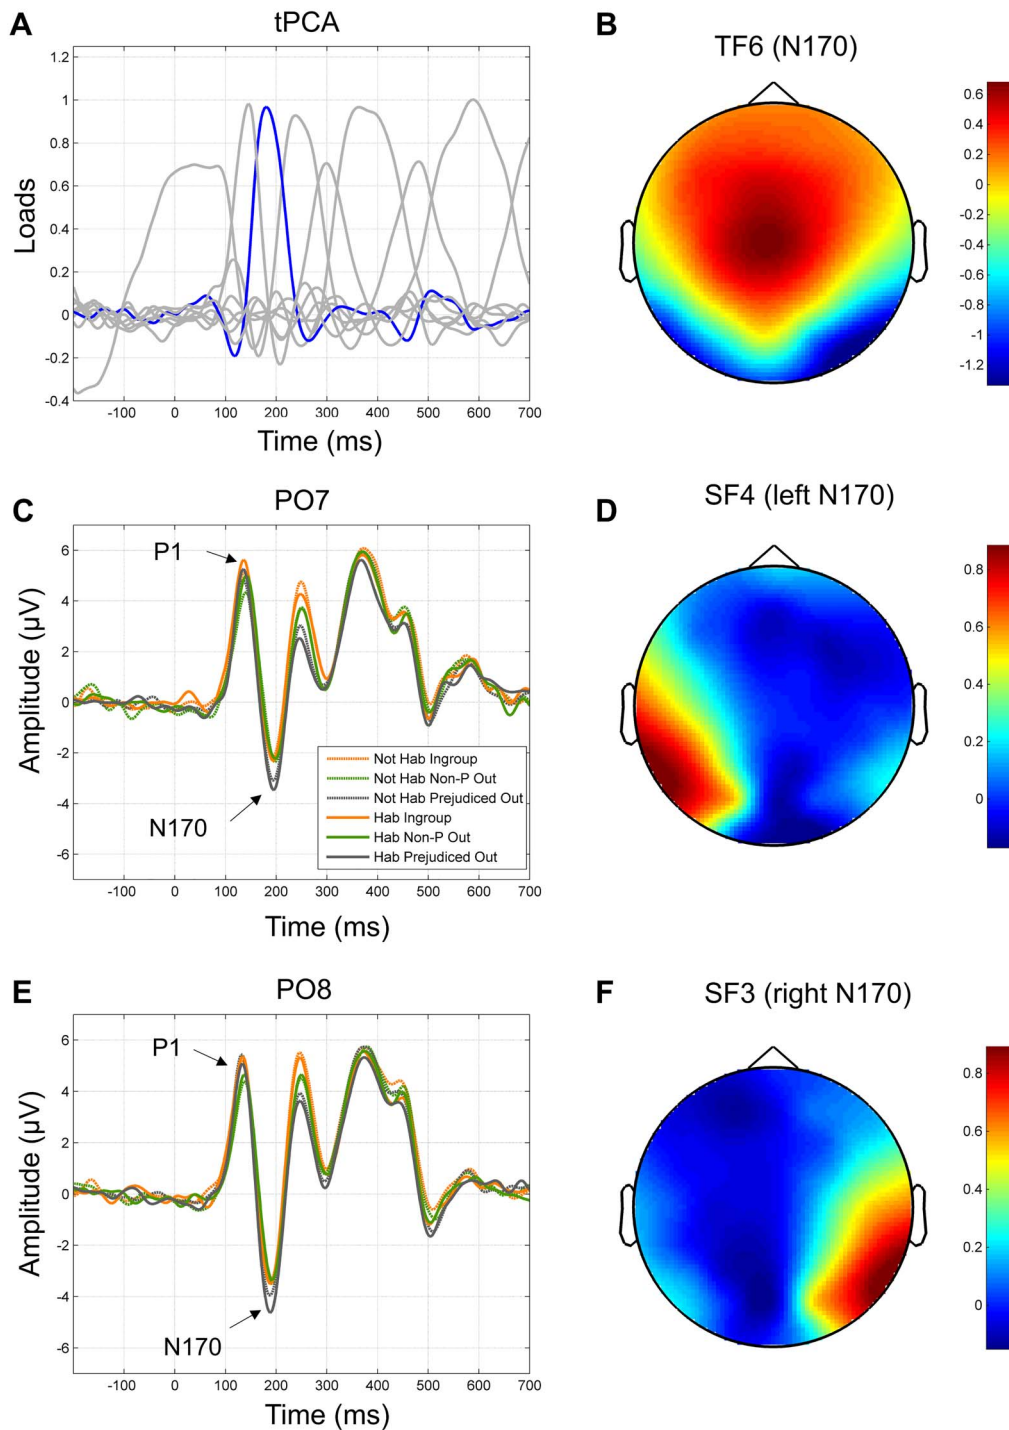 A
tPCA
1.2
1
0.8
0.6
0.4
0.2
0
-0.2
-0.4
Loads
-100 0 100 200 300 400 500 600 700
Time (ms)
B
TF6 (N170)
0.6
0.4
0.2
0
-0.2
-0.4
-0.6
-0.8
-1
-1.2
C
PO7
P1
N170
6
4
2
0
-2
-4
-6
Amplitude (µV)
Not Hab Ingroup
Not Hab Non-P Out
Not Hab Prejudiced Out
Hab Ingroup
Hab Non-P Out
Hab Prejudiced Out
-100 0 100 200 300 400 500 600 700
Time (ms)
D
SF4 (left N170)
0.8
0.6
0.4
0.2
0
E
PO8
P1
N170
6
4
2
0
-2
-4
-6
Amplitude (µV)
-100 0 100 200 300 400 500 600 700
Time (ms)
F
SF3 (right N170)
0.8
0.6
0.4
0.2
0